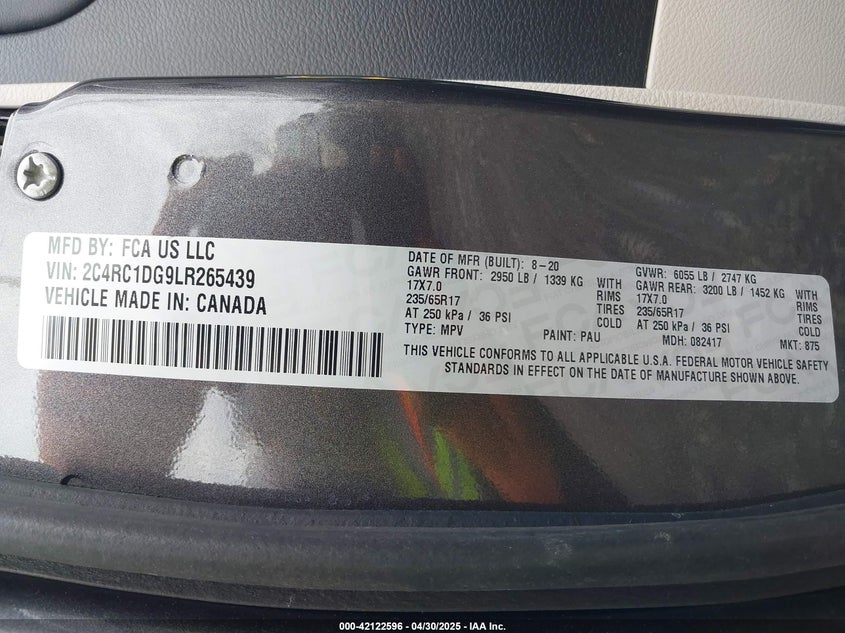 MFD BY: FCA US LLC
VIN: 2C4RC1DG9LR265439
VEHICLE MADE IN: CANADA
DATE OF MFR (BUILT): 8-20 GVWR: 6055 LB / 2747 KG
GAWR FRONT: 2950 LB / 1339 KG WITH GAWR REAR: 3200 LB / 1452 KG WITH
17X7.0 RIMS 17X7.0 RIMS
235/65R17 TIRES 235/65R17 TIRES
AT 250 kPa / 36 PSI COLD AT 250 kPa / 36 PSI COLD
TYPE: MPV PAINT: PAU MDH: 082417 MKT: 875
THIS VEHICLE CONFORMS TO ALL APPLICABLE U.S.A. FEDERAL MOTOR VEHICLE SAFETY
STANDARDS IN EFFECT ON THE DATE OF MANUFACTURE SHOWN ABOVE.
000-42122596 - 04/30/2025 - IAA Inc.